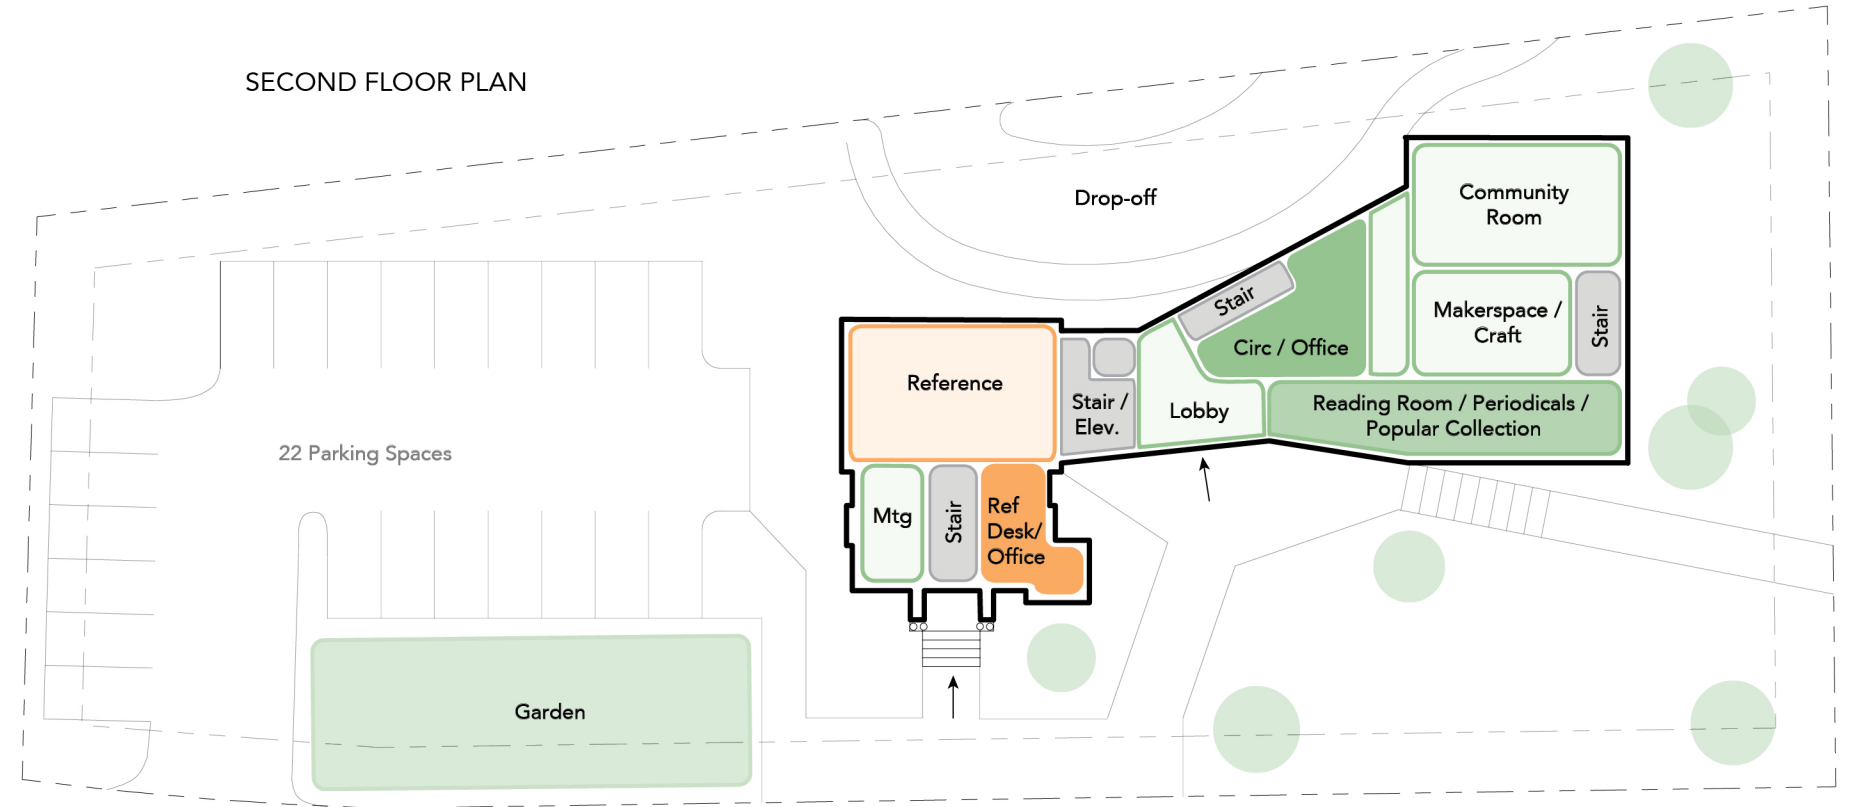 SECOND FLOOR PLAN
Drop-off
Community
Room
Stair
Makerspace /
Craft
Stair
Circ / Office
Reference
Stair /
Elev.
Lobby
Reading Room / Periodicals /
Popular Collection
22 Parking Spaces
Mtg
Stair
Ref
Desk/
Office
Garden